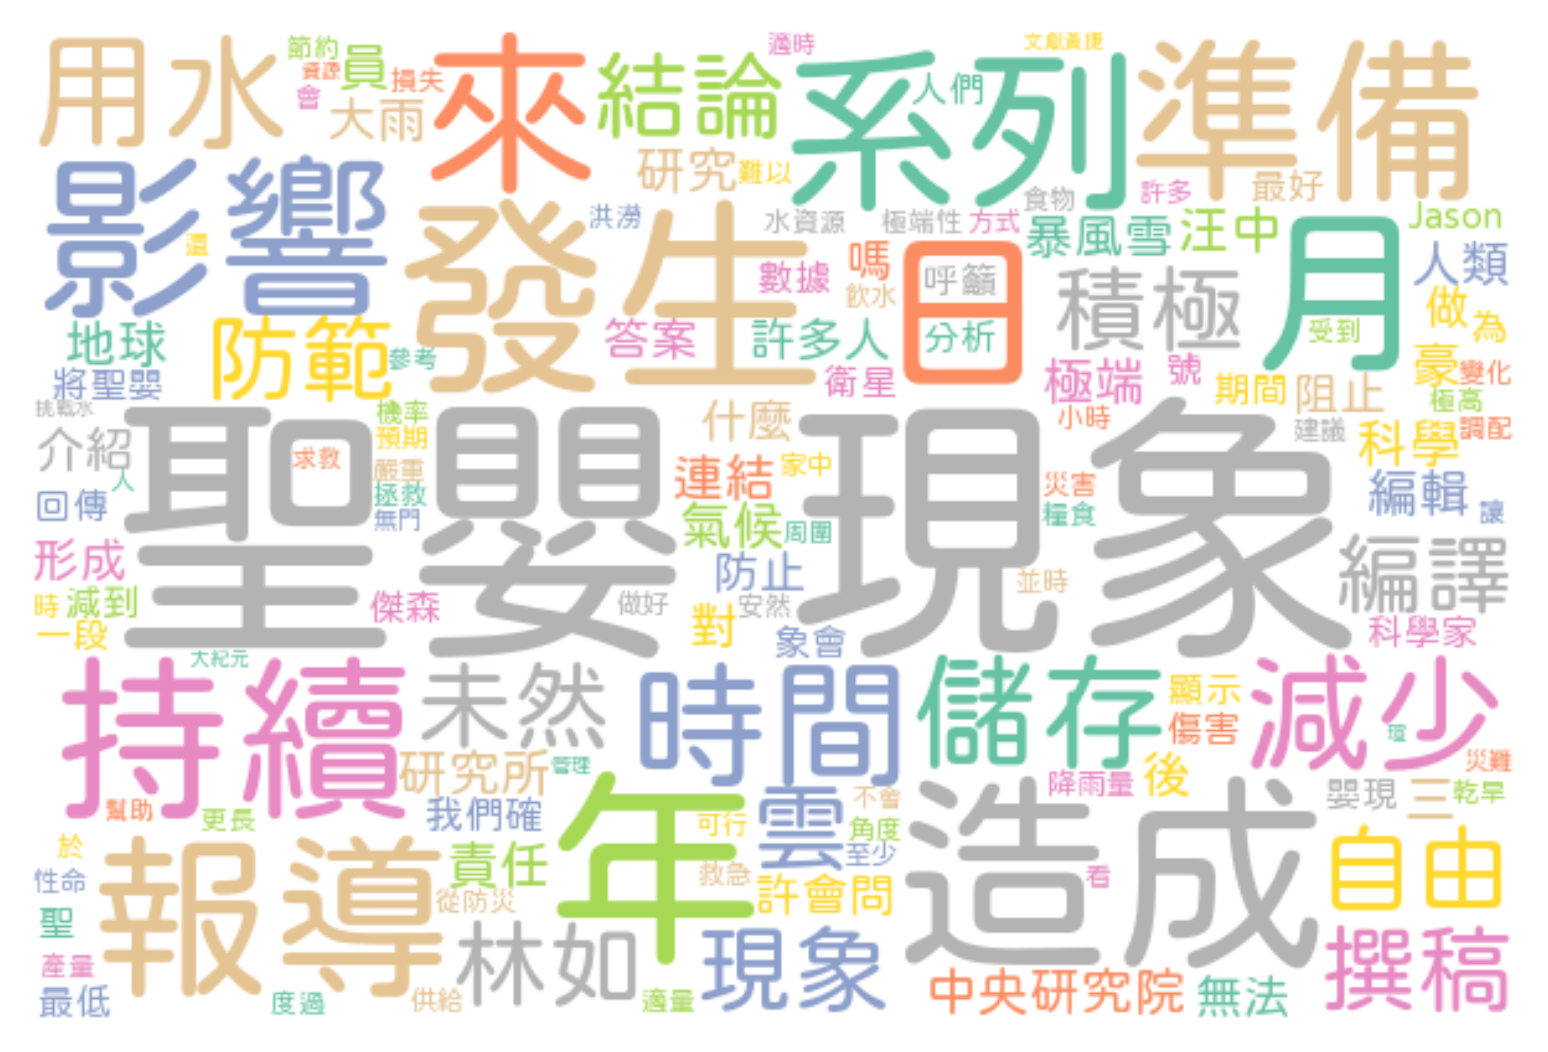 用水
節約
資源
會
員
損失
大雨
來
結論
適時
系列
人們
文獻黃捷
準備
影響
還
研究
難以
食物
許多
最好
發生
洪澇
水資源
極端性
方式
暴風雪
汪中
Jason
數據
嗎
飲水
日
呼籲
分析
積極
月
受到
人類
做
為
地球
防範
參考
答案
許多人
衛星
極端
號
期間
阻止
豪
變化
極高
將聖嬰
挑戰水
介紹
人
聖嬰現象
求救
機率
預期
嚴重
拯救
無門
什麼
連結
家中
氣候
周圍
小時
災害
糧食
建議
科學
調配
編輯
讓
回傳
形成
時
減到
一段
傑森
做好
防止
對
安然
象會
並時
編譯
科學家
大紀元
持續
未然
時間
儲存
顯示
傷害
減少
瑄
災難
研究所
管理
降雨量
後
嬰現
三
乾旱
幫助
更長
我們確
年
可行
雲
不會
角度
至少
造成
看
自由
於
性命
聖
產量
最低
報導
責任
從防災
救急
許會問
林如
現象
度過
供給
適量
中央研究院
無法
撰稿